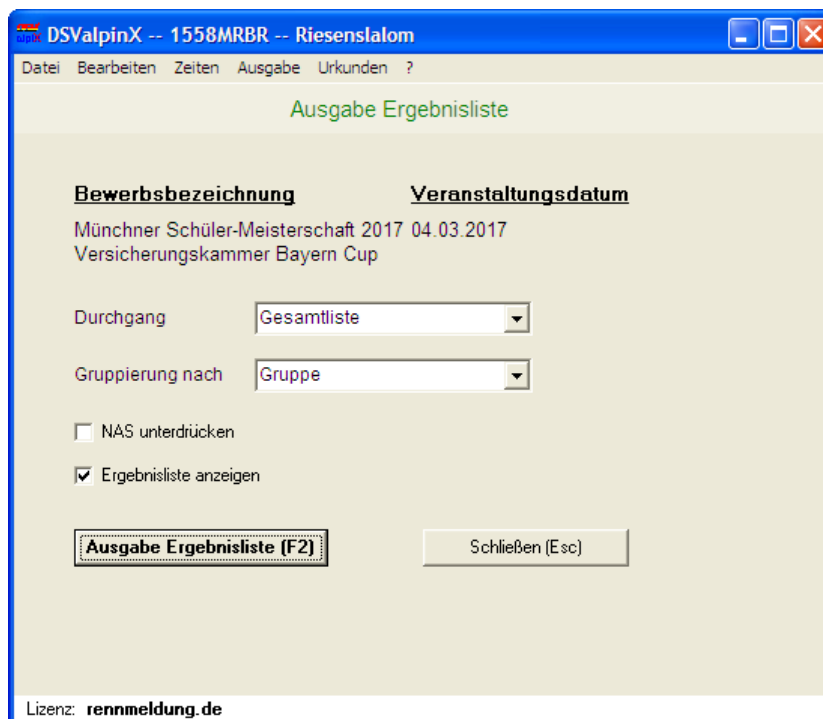 DSValpinX -- 1558MRBR -- Riesenslalom
Datei Bearbeiten Zeiten Ausgabe Urkunden ?
Ausgabe Ergebnisliste
Bewerbsbezeichnung Veranstaltungsdatum
Münchner Schüler-Meisterschaft 2017 04.03.2017
Versicherungskammer Bayern Cup
Durchgang Gesamtliste
Gruppierung nach Gruppe
NAS unterdrücken
Ergebnisliste anzeigen
Ausgabe Ergebnisliste (F2) Schließen (Esc)
Lizenz: rennmeldung.de